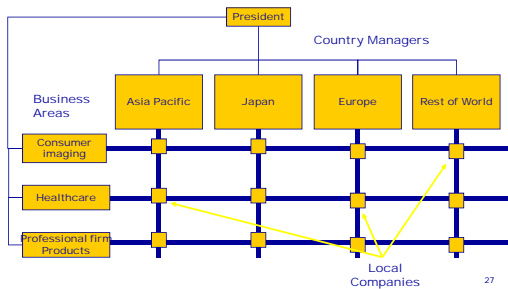 President
Country Managers
Business
Areas
Asia Pacific
Japan
Europe
Rest of World
Consumer
imaging
Healthcare
Professional firm
Products
Local
Companies
27